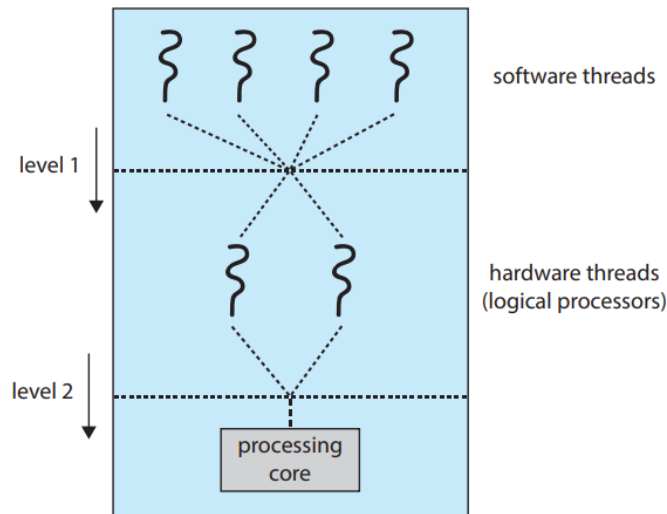 software threads
level 1
hardware threads
(logical processors)
level 2
processing
core